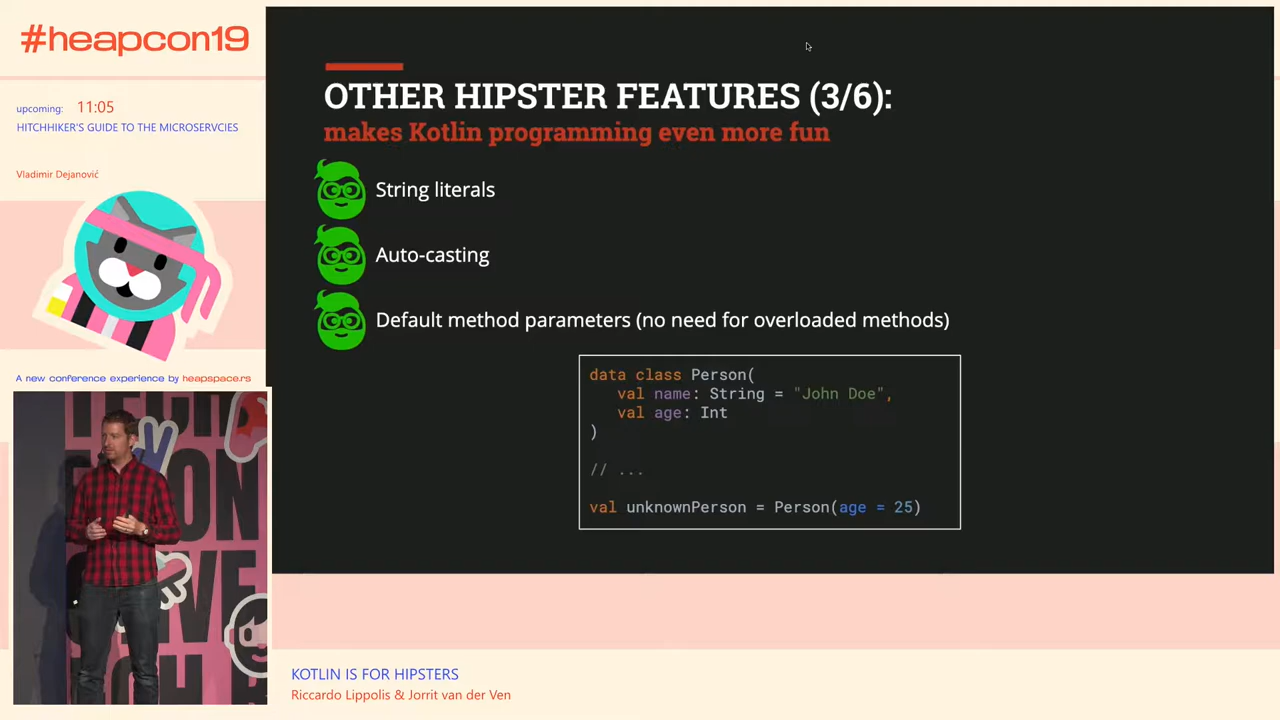 #heapcon19
upcoming: 11:05
HITCHHIKER'S GUIDE TO THE MICROSERVCIES
Vladimir Dejanović
A new conference experience by heapspace.rs
OTHER HIPSTER FEATURES (3/6):
makes Kotlin programming even more fun
String literals
Auto-casting
Default method parameters (no need for overloaded methods)
data class Person(
val name: String = "John Doe",
val age: Int
)
// ...
val unknownPerson = Person(age = 25)
KOTLIN IS FOR HIPSTERS
Riccardo Lippolis & Jorrit van der Ven